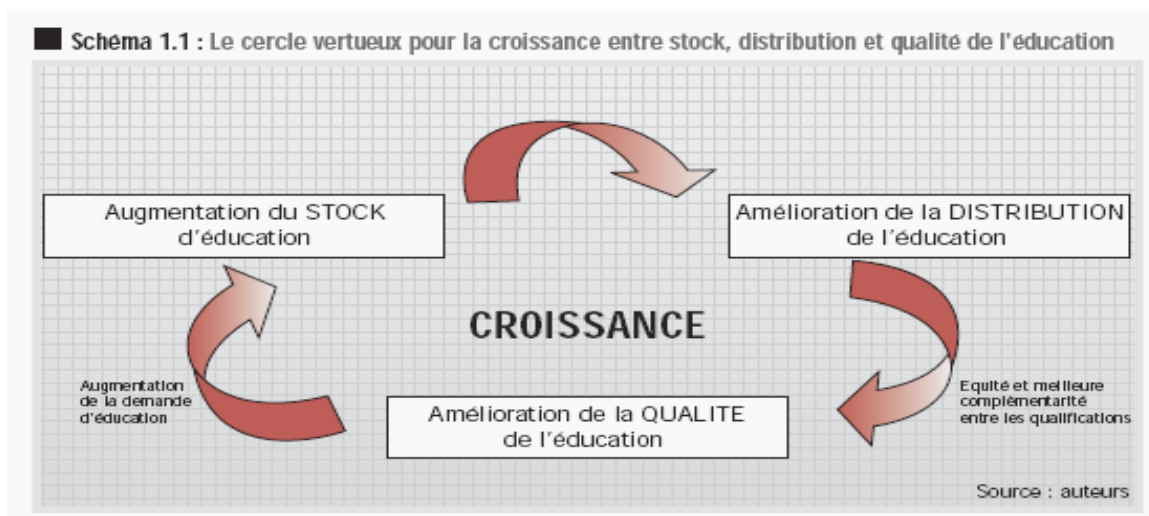 Schéma 1.1 : Le cercle vertueux pour la croissance entre stock, distribution et qualité de l'éducation
Augmentation du STOCK
d'éducation
Amélioration de la DISTRIBUTION
de l'éducation
CROISSANCE
Augmentation
de la demande
d'éducation
Equité et meilleure
complémentarité
entre les qualifications
Amélioration de la QUALITE
de l'éducation
Source : auteurs